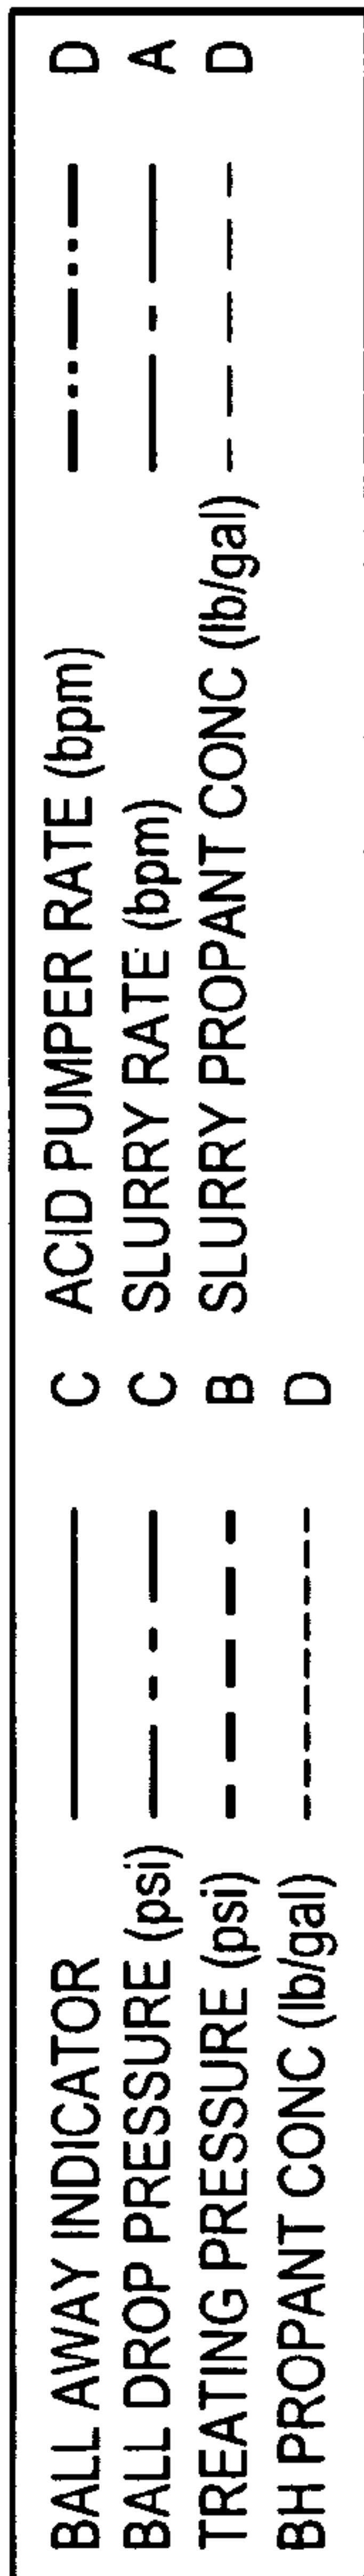 BALL AWAY INDICATOR C ACID PUMPER RATE (bpm) D
BALL DROP PRESSURE (psi) C SLURRY RATE (bpm) A
TREATING PRESSURE (psi) B SLURRY PROPANT CONC (lb/gal) D
BH PROPANT CONC (lb/gal) D